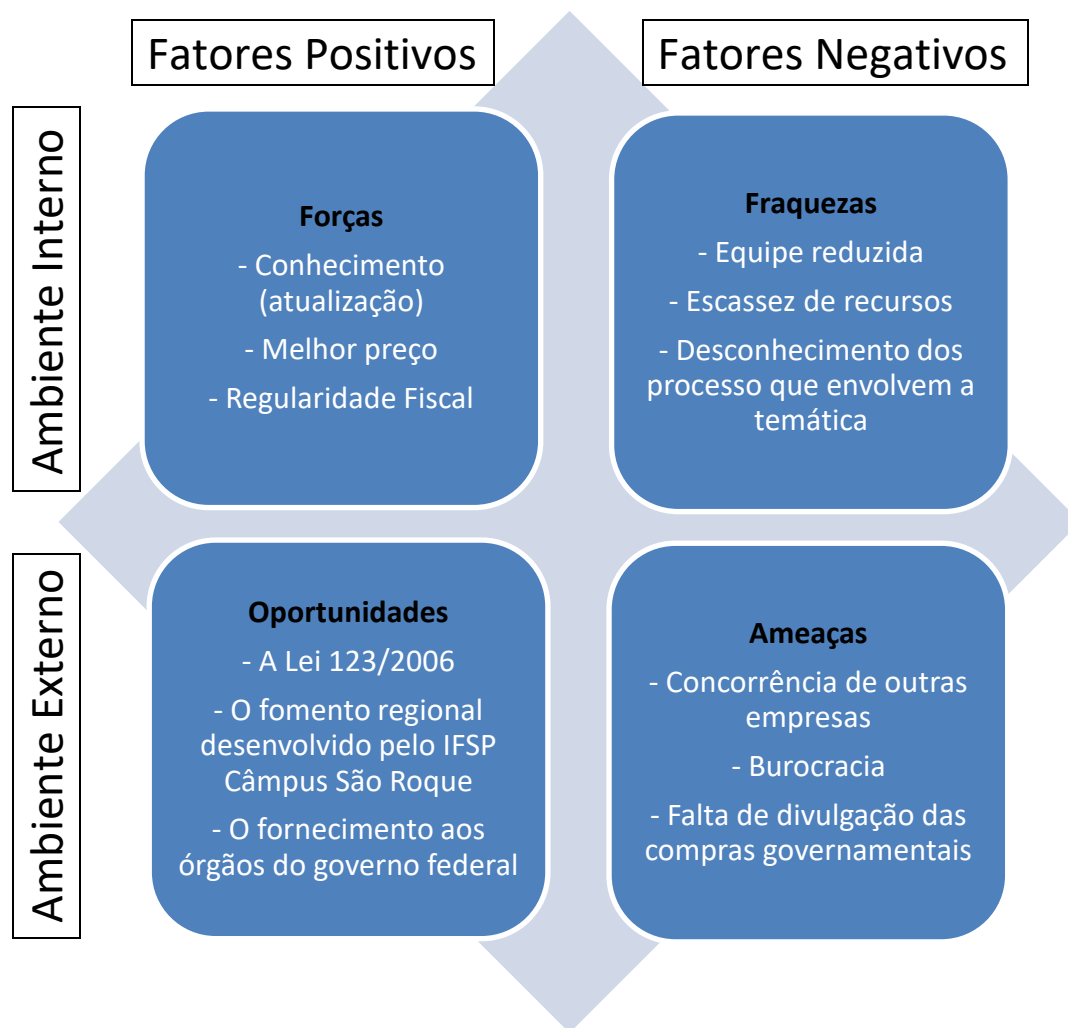 Fatores Positivos
Fatores Negativos
Ambiente Interno
Forças
- Conhecimento
(atualização)
- Melhor preço
- Regularidade Fiscal
Fraquezas
- Equipe reduzida
- Escassez de recursos
- Desconhecimento dos
processo que envolvem a
temática
Ambiente Externo
Oportunidades
- A Lei 123/2006
- O fomento regional
desenvolvido pelo IFSP
Câmpus São Roque
- O fornecimento aos
órgãos do governo federal
Ameaças
- Concorrência de outras
empresas
- Burocracia
- Falta de divulgação das
compras governamentais